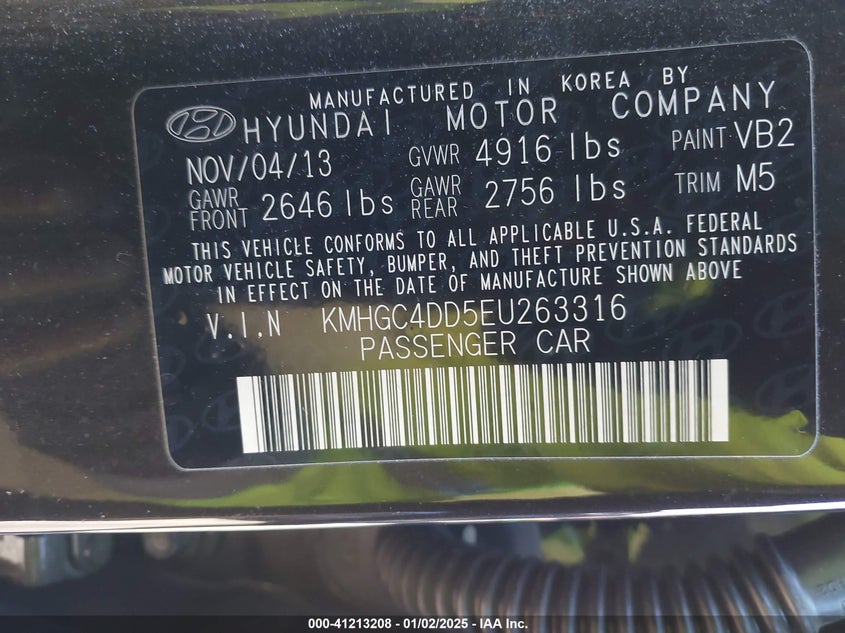 MANUFACTURED IN KOREA BY
HYUNDAI MOTOR COMPANY
NOV/04/13 GVWR 4916 lbs PAINT VB2
GAWR FRONT 2646 lbs GAWR REAR 2756 lbs TRIM M5
THIS VEHICLE CONFORMS TO ALL APPLICABLE U.S.A. FEDERAL
MOTOR VEHICLE SAFETY, BUMPER, AND THEFT PREVENTION STANDARDS
IN EFFECT ON THE DATE OF MANUFACTURE SHOWN ABOVE
V.I.N KMHGC4DD5EU263316
PASSENGER CAR
000-41213208 - 01/02/2025 - IAA Inc.